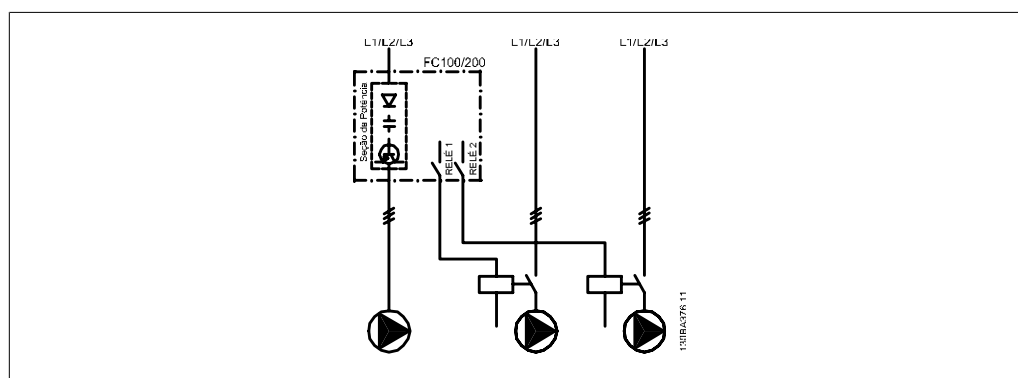 L1/L2/L3
L1/L2/L3
L1/L2/L3
FC100/200
Seção de Potência
RELÉ 1
RELÉ 2
130BA376.11